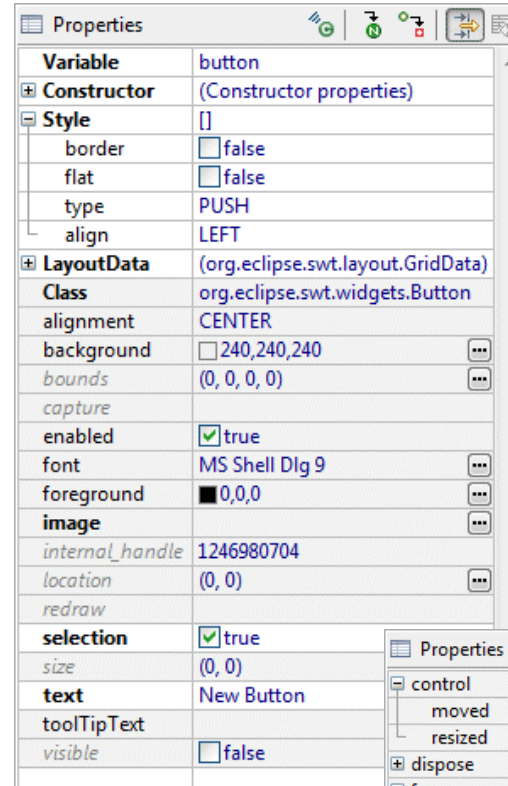 Properties
Variable button
Constructor (Constructor properties)
Style []
border false
flat false
type PUSH
align LEFT
LayoutData (org.eclipse.swt.layout.GridData)
Class org.eclipse.swt.widgets.Button
alignment CENTER
background 240,240,240
bounds (0, 0, 0, 0)
capture
enabled true
font MS Shell Dlg 9
foreground 0,0,0
image
internal_handle 1246980704
location (0, 0)
redraw
selection true
size (0, 0)
text New Button
toolTipText
visible false
Properties
control
moved
resized
dispose